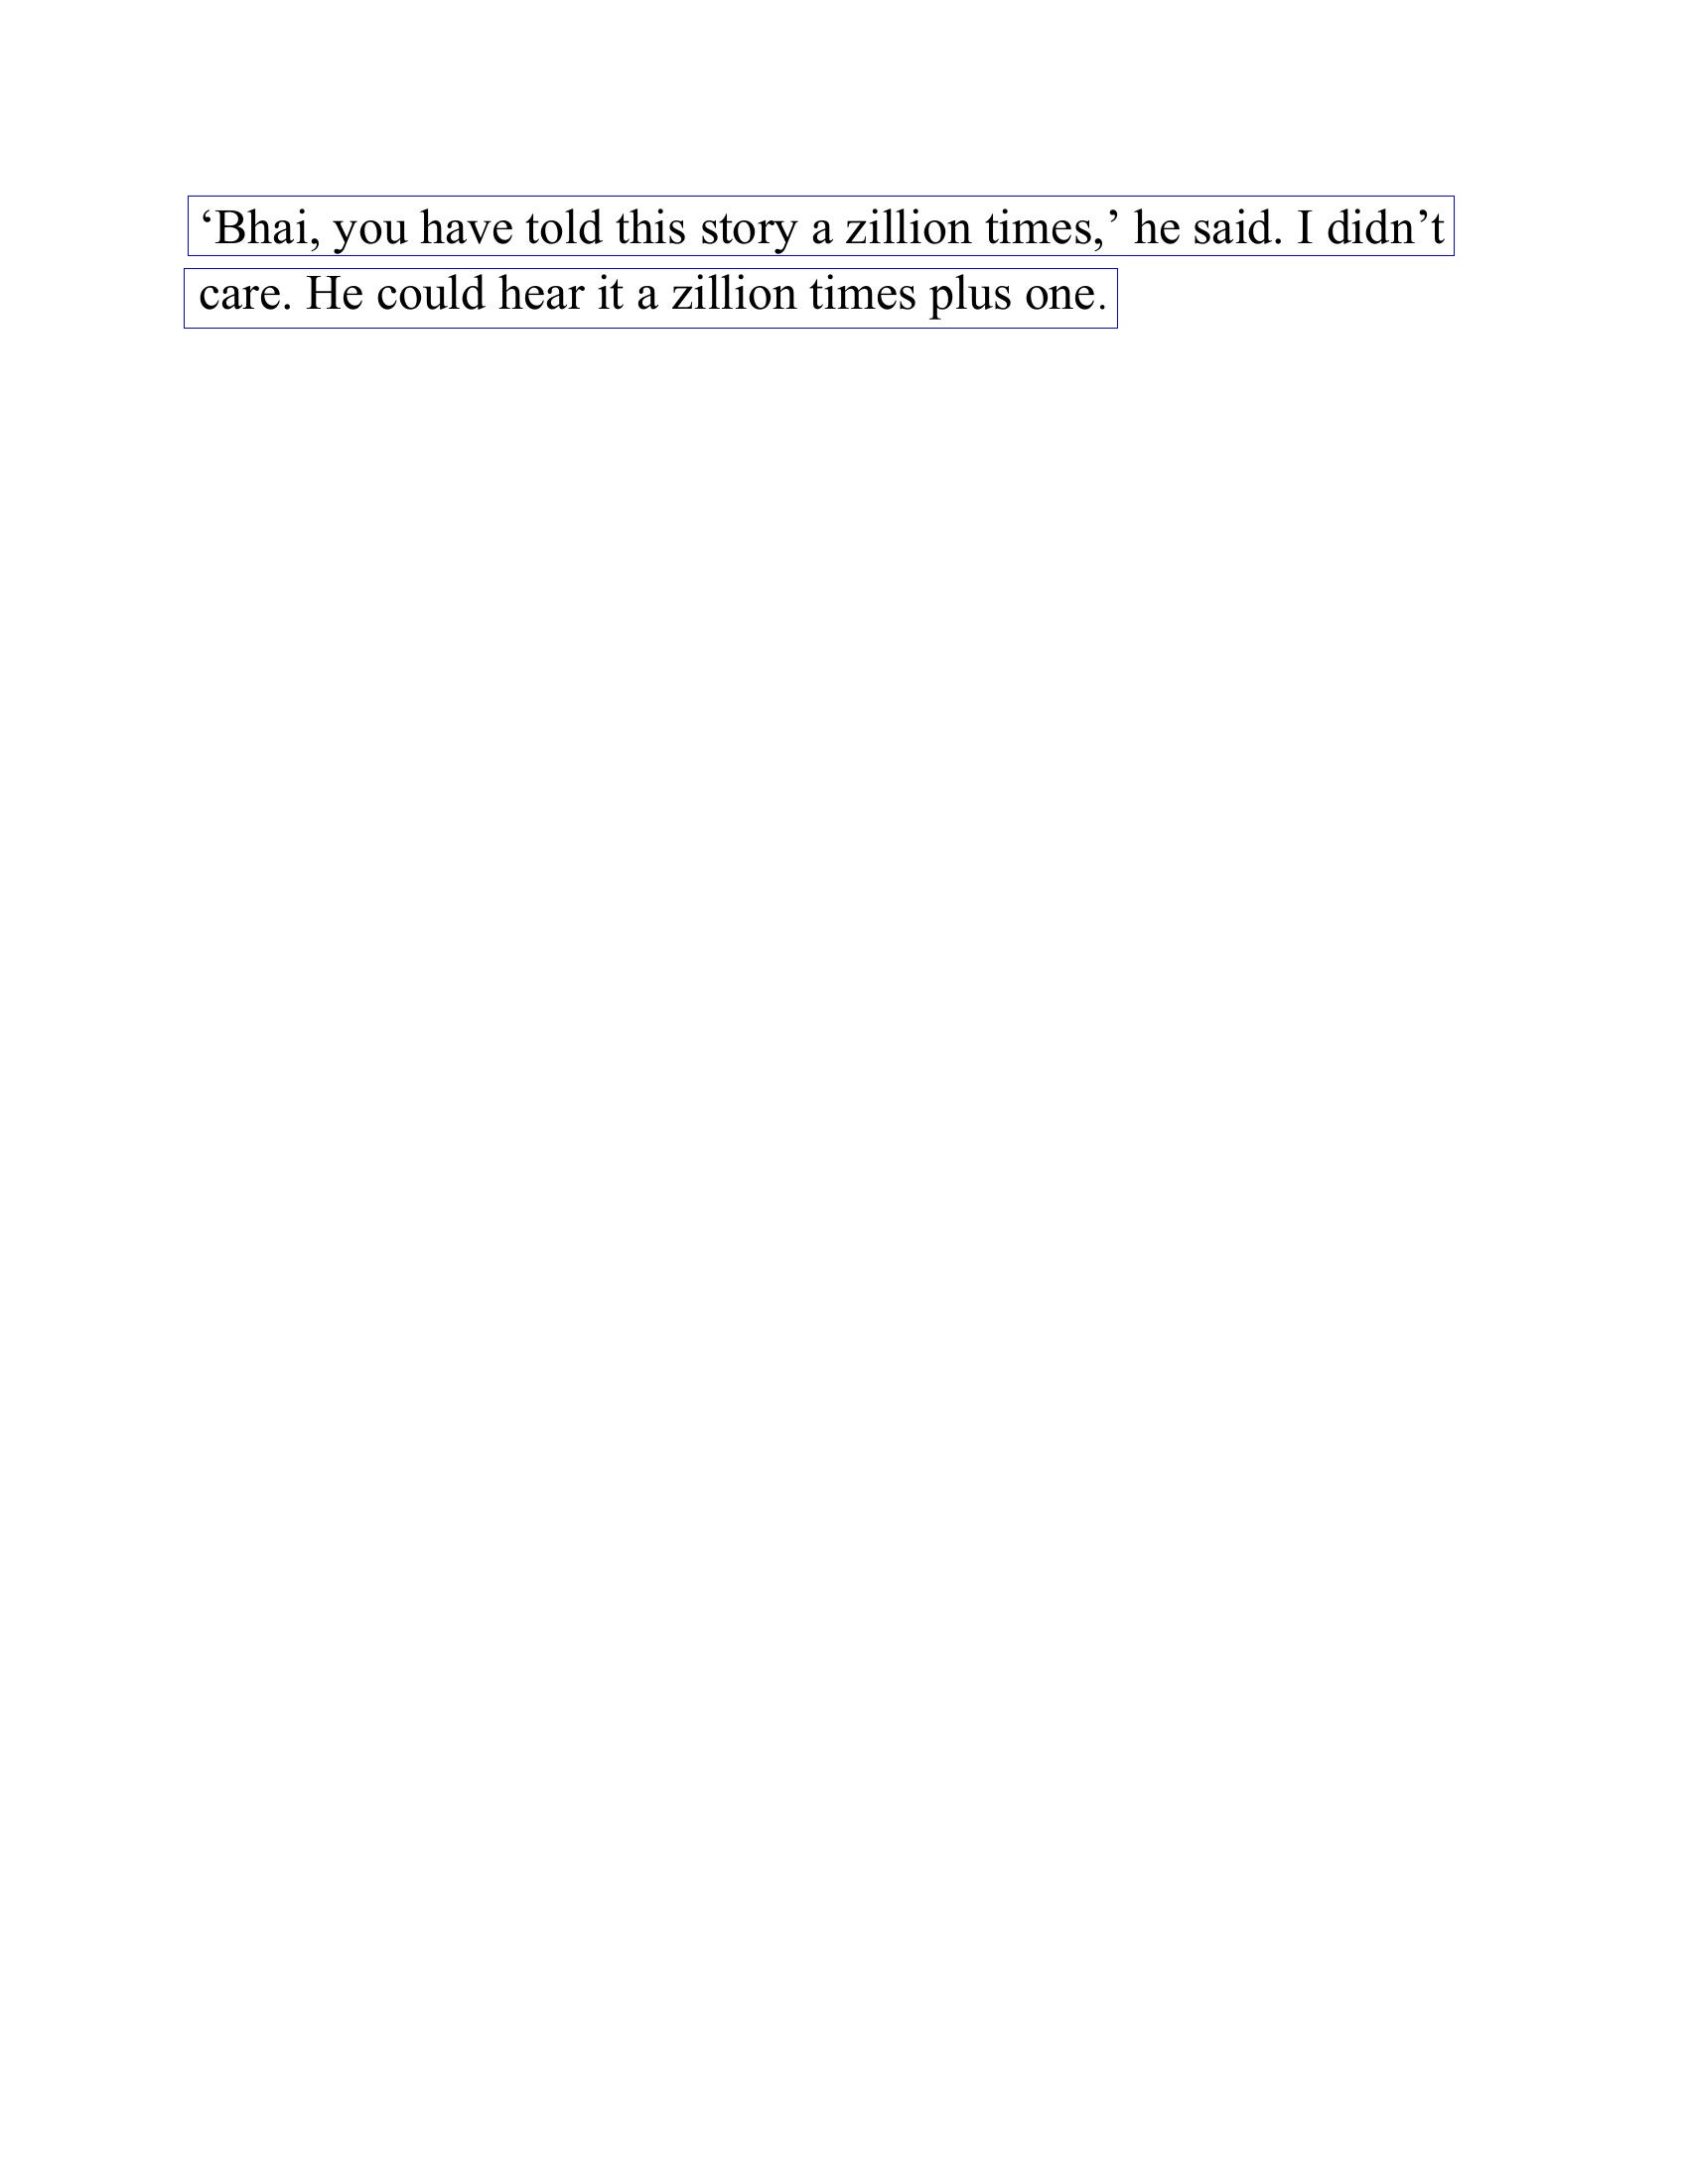 ‘Bhai, you have told this story a zillion times,’ he said. I didn’t
care. He could hear it a zillion times plus one.